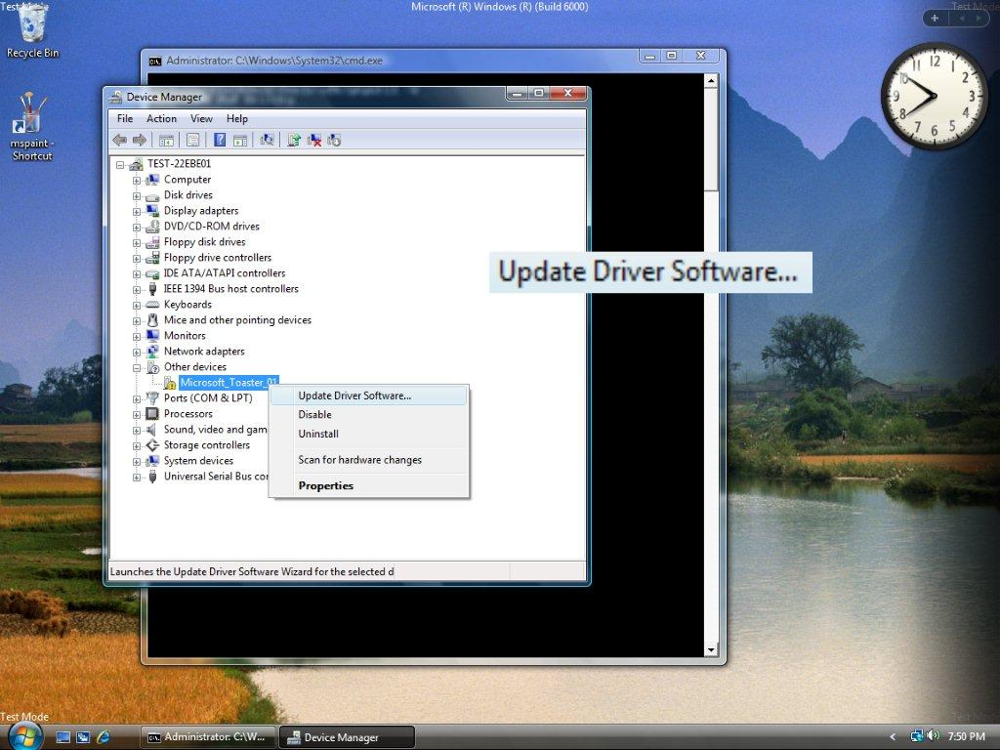 Test Mode
Microsoft (R) Windows (R) (Build 6000)
Test Mode
Recycle Bin
mspaint -
Shortcut
Administrator: C:\Windows\System32\cmd.exe
12
1
2
3
4
5
6
7
8
9
10
11
Device Manager
File Action View Help
TEST-22EBE01
Computer
Disk drives
Display adapters
DVD/CD-ROM drives
Floppy disk drives
Floppy drive controllers
IDE ATA/ATAPI controllers
IEEE 1394 Bus host controllers
Keyboards
Mice and other pointing devices
Monitors
Network adapters
Other devices
Microsoft_Toaster_01
Ports (COM & LPT)
Processors
Sound, video and gam
Storage controllers
System devices
Universal Serial Bus cor
Update Driver Software...
Disable
Uninstall
Scan for hardware changes
Properties
Update Driver Software...
Launches the Update Driver Software Wizard for the selected d
Test Mode
Test Mode
Administrator: C:\W...
Device Manager
7:50 PM